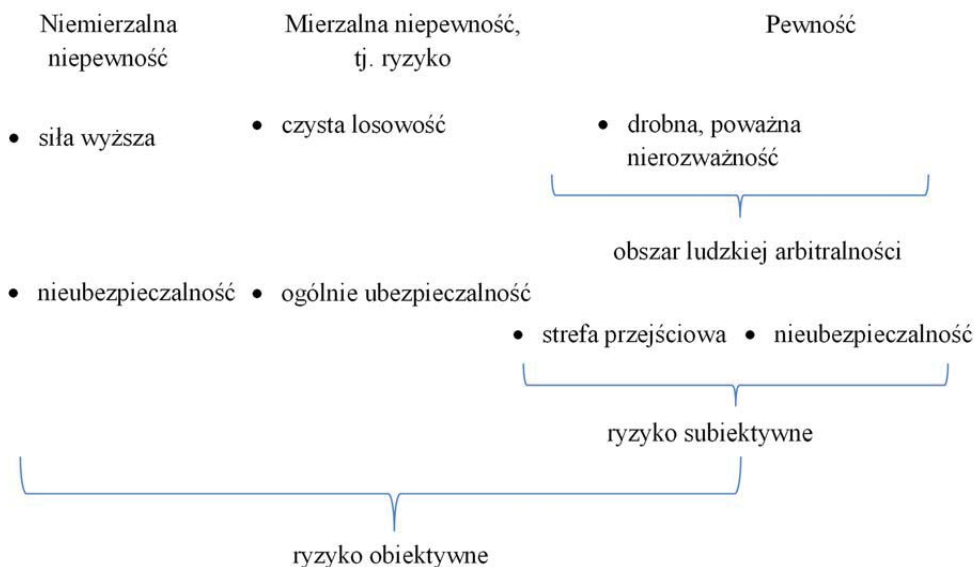 Niemierzalna
niepewność
Mierzalna niepewność,
tj. ryzyko
Pewność
• siła wyższa
• czysta losowość
• drobna, poważna
nierozważność
obszar ludzkiej arbitralności
• nieubezpieczalność
• ogólnie ubezpieczalność
• strefa przejściowa
• nieubezpieczalność
ryzyko subiektywne
ryzyko obiektywne